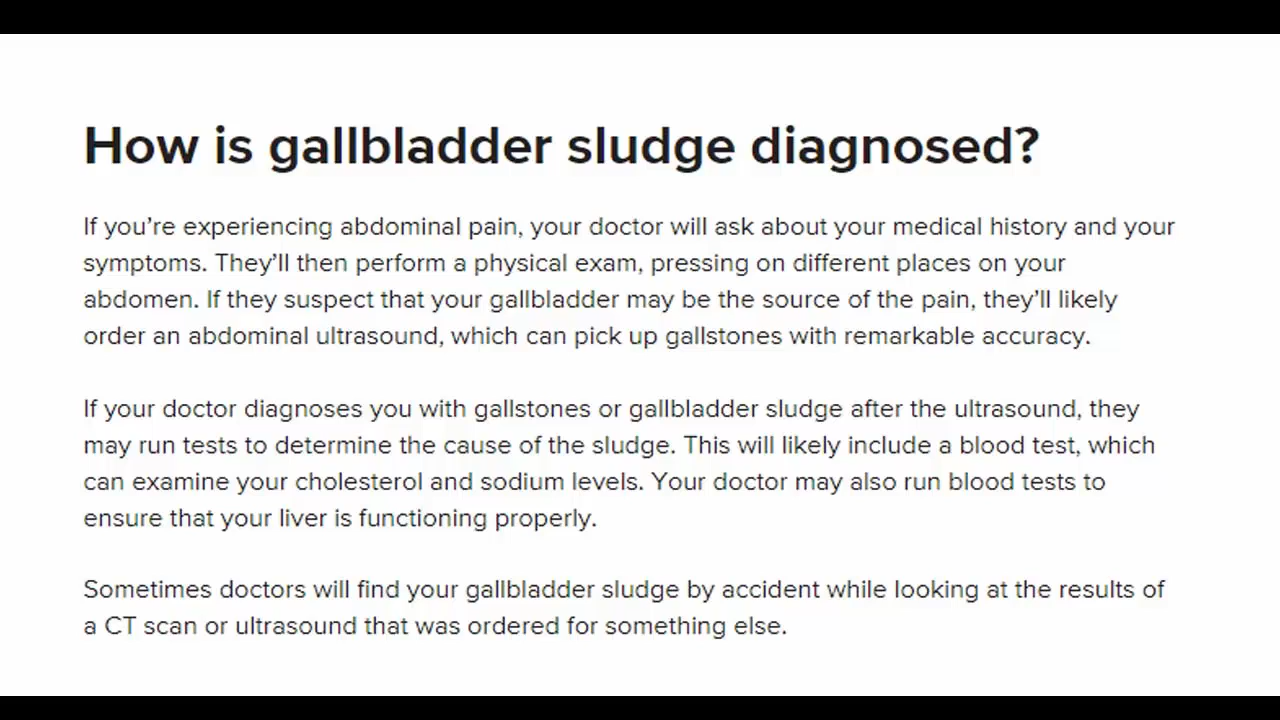 How is gallbladder sludge diagnosed?
If you’re experiencing abdominal pain, your doctor will ask about your medical history and your
symptoms. They’ll then perform a physical exam, pressing on different places on your
abdomen. If they suspect that your gallbladder may be the source of the pain, they’ll likely
order an abdominal ultrasound, which can pick up gallstones with remarkable accuracy.
If your doctor diagnoses you with gallstones or gallbladder sludge after the ultrasound, they
may run tests to determine the cause of the sludge. This will likely include a blood test, which
can examine your cholesterol and sodium levels. Your doctor may also run blood tests to
ensure that your liver is functioning properly.
Sometimes doctors will find your gallbladder sludge by accident while looking at the results of
a CT scan or ultrasound that was ordered for something else.